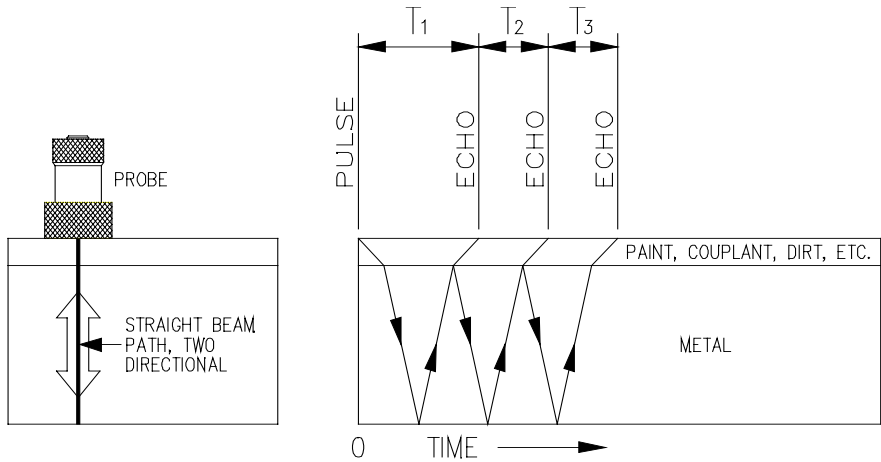 T1 T2 T3
PULSE
ECHO
ECHO
ECHO
PROBE
PAINT, COUPLANT, DIRT, ETC.
STRAIGHT BEAM
PATH, TWO
DIRECTIONAL
METAL
0 TIME